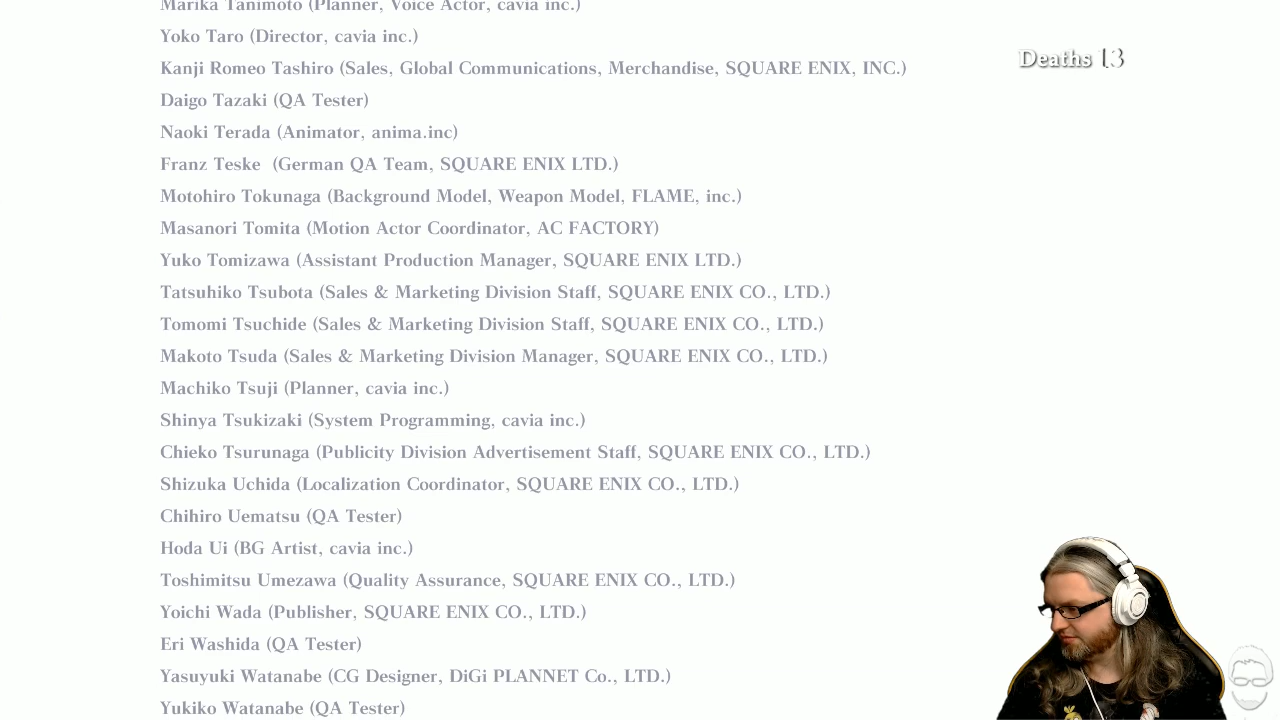 Marika Tanimoto (Planner, Voice Actor, cavia inc.)
Yoko Taro (Director, cavia inc.)
Deaths 13
Kanji Romeo Tashiro (Sales, Global Communications, Merchandise, SQUARE ENIX, INC.)
Daigo Tazaki (QA Tester)
Naoki Terada (Animator, anima.inc)
Franz Teske  (German QA Team, SQUARE ENIX LTD.)
Motohiro Tokunaga (Background Model, Weapon Model, FLAME, inc.)
Masanori Tomita (Motion Actor Coordinator, AC FACTORY)
Yuko Tomizawa (Assistant Production Manager, SQUARE ENIX LTD.)
Tatsuhiko Tsubota (Sales & Marketing Division Staff, SQUARE ENIX CO., LTD.)
Tomomi Tsuchide (Sales & Marketing Division Staff, SQUARE ENIX CO., LTD.)
Makoto Tsuda (Sales & Marketing Division Manager, SQUARE ENIX CO., LTD.)
Machiko Tsuji (Planner, cavia inc.)
Shinya Tsukizaki (System Programming, cavia inc.)
Chieko Tsurunaga (Publicity Division Advertisement Staff, SQUARE ENIX CO., LTD.)
Shizuka Uchida (Localization Coordinator, SQUARE ENIX CO., LTD.)
Chihiro Uematsu (QA Tester)
Hoda Ui (BG Artist, cavia inc.)
Toshimitsu Umezawa (Quality Assurance, SQUARE ENIX CO., LTD.)
Yoichi Wada (Publisher, SQUARE ENIX CO., LTD.)
Eri Washida (QA Tester)
Yasuyuki Watanabe (CG Designer, DiGi PLANNET Co., LTD.)
Yukiko Watanabe (QA Tester)